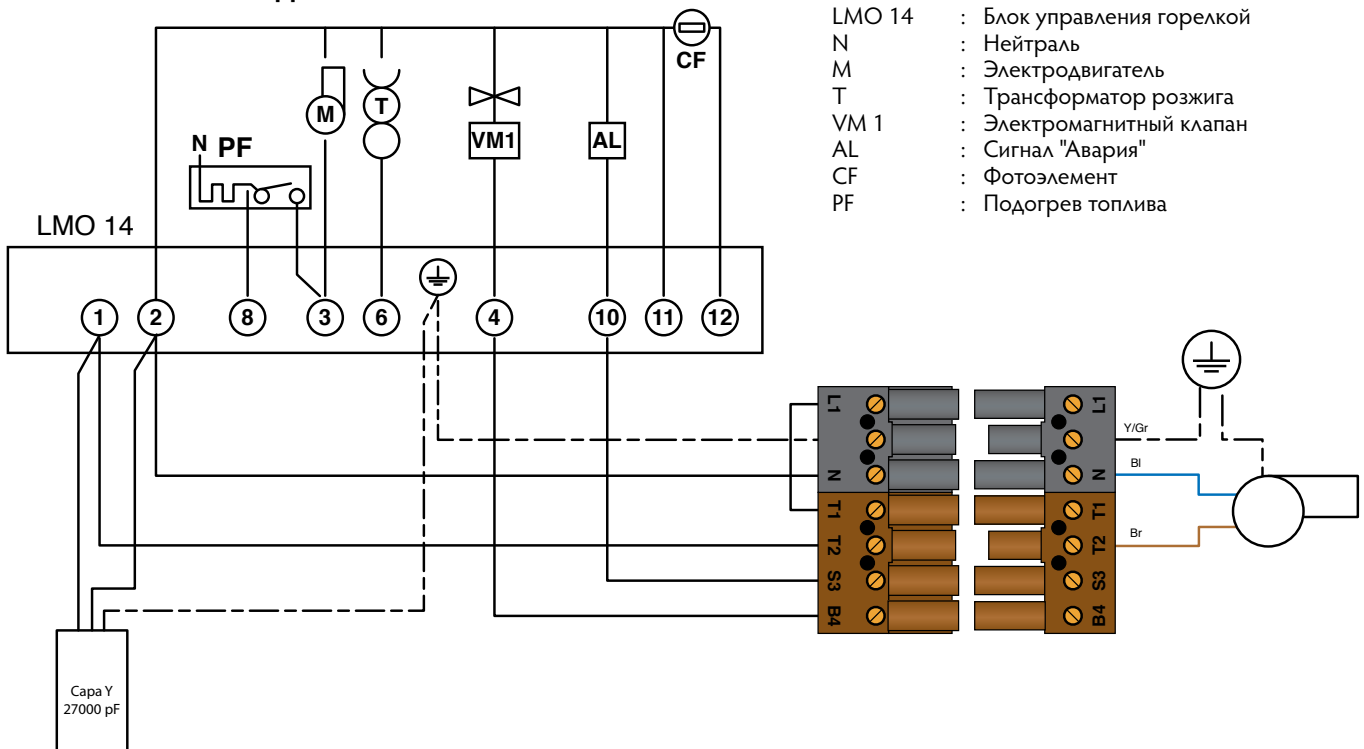 LMO 14 : Блок управления горелкой
N : Нейтраль
M : Электродвигатель
T : Трансформатор розжига
VM 1 : Электромагнитный клапан
AL : Сигнал "Авария"
CF : Фотоэлемент
PF : Подогрев топлива
CF
M
T
N PF
VM1
AL
LMO 14
1 2 8 3 6 4 10 11 12
L1 L1
Y/Gr
N N
Bl
T1 T1
T2 T2
Br
S3 S3
B4 B4
Capa Y
27000 pF